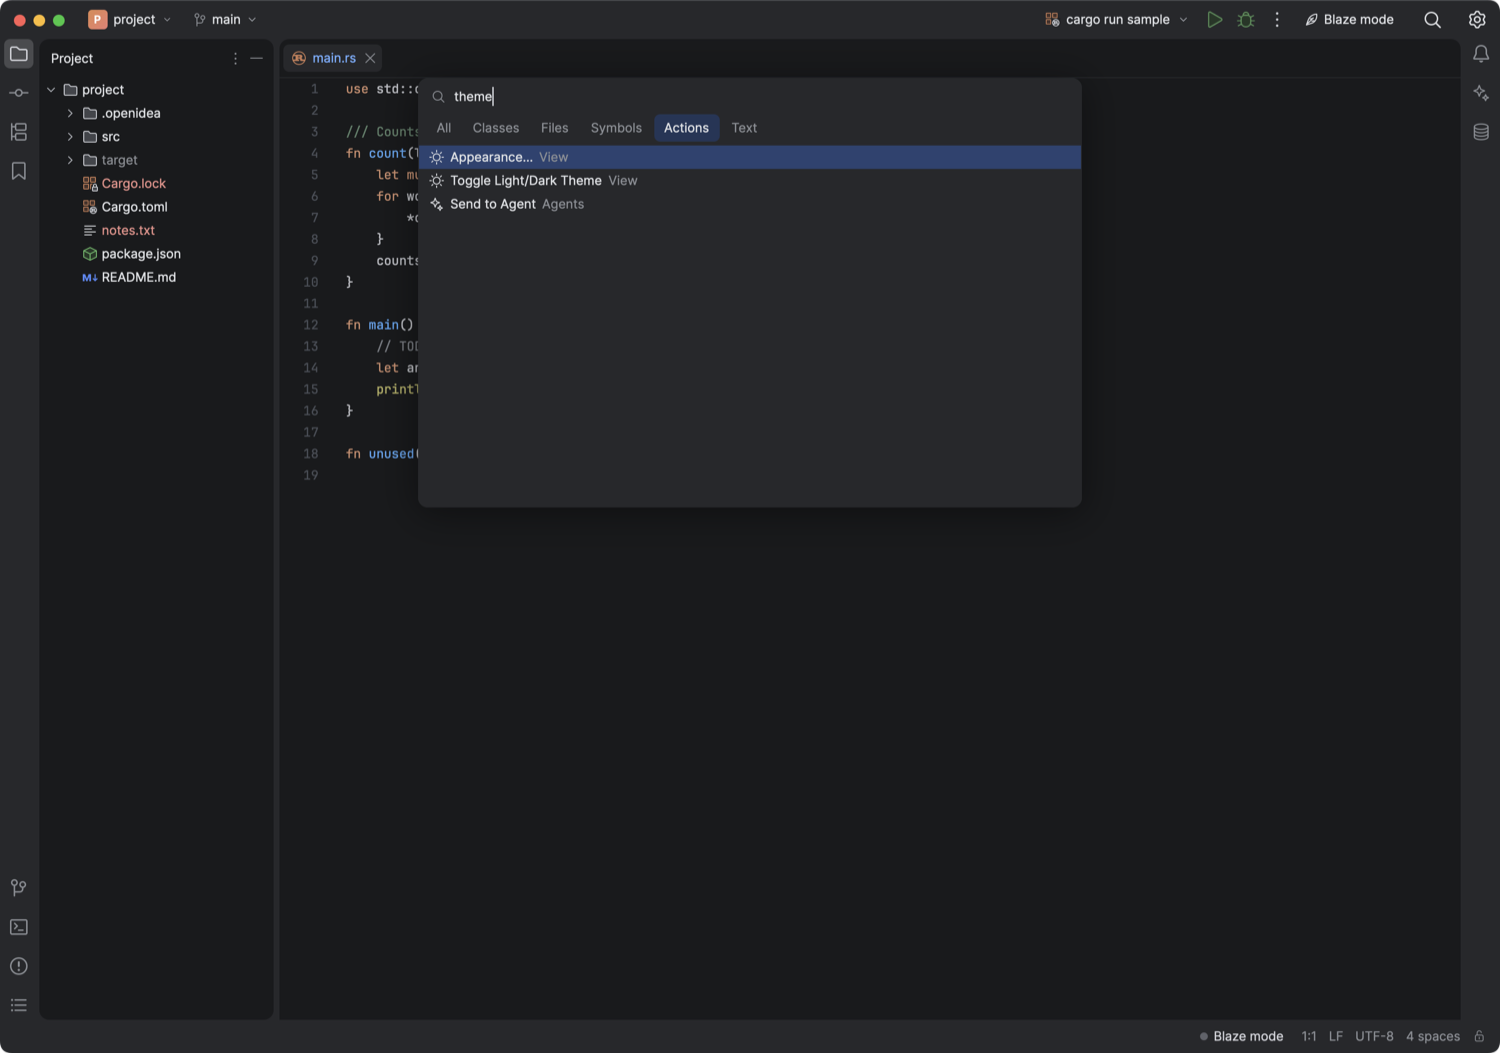 P project main cargo run sample Blaze mode
Project
main.rs
project
.openidea
src
target
Cargo.lock
Cargo.toml
notes.txt
package.json
M↓ README.md
theme
All Classes Files Symbols Actions Text
Appearance... View
Toggle Light/Dark Theme View
Send to Agent Agents
1 use std::c
2
3 /// Counts
4 fn count(
5 let mu
6 for wo
7 *c
8 }
9 counts
10 }
11
12 fn main()
13 // TOD
14 let ar
15 printl
16 }
17
18 fn unused(
19
Blaze mode 1:1 LF UTF-8 4 spaces